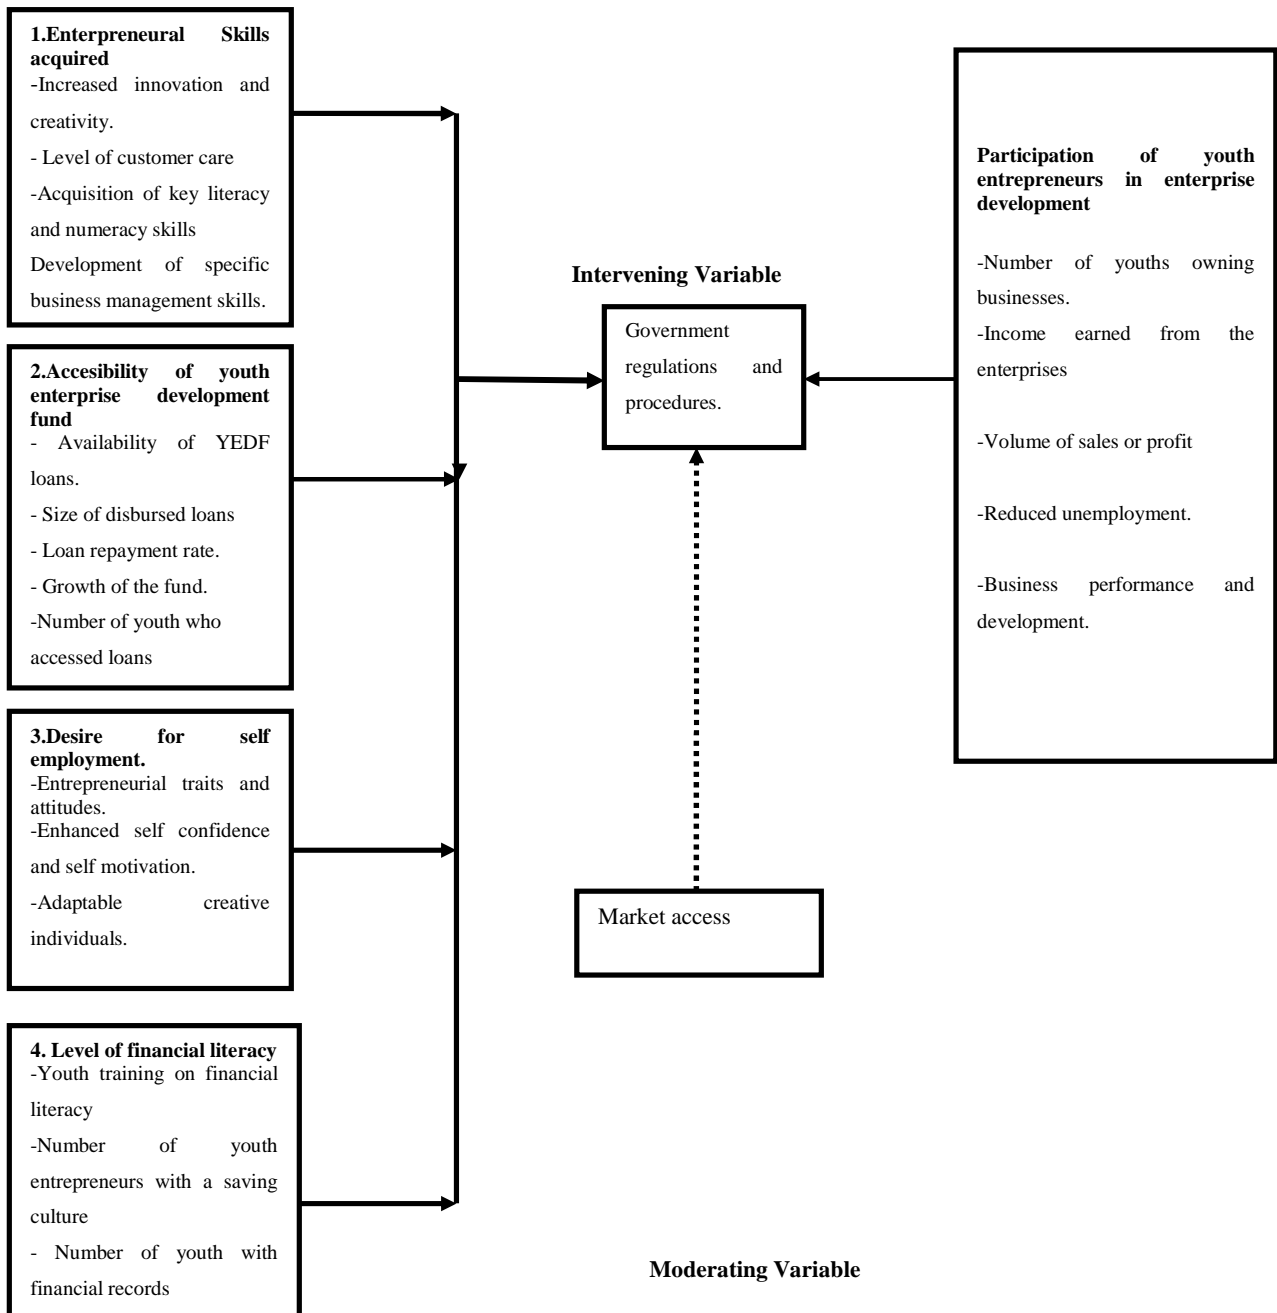 1.Enterpreneural Skills
acquired
-Increased innovation and
creativity.
- Level of customer care
-Acquisition of key literacy
and numeracy skills
Development of specific
business management skills.
2.Accesibility of youth
enterprise development
fund
- Availability of YEDF
loans.
- Size of disbursed loans
- Loan repayment rate.
- Growth of the fund.
-Number of youth who
accessed loans
3.Desire for self
employment.
-Entrepreneurial traits and
attitudes.
-Enhanced self confidence
and self motivation.
-Adaptable creative
individuals.
4. Level of financial literacy
-Youth training on financial
literacy
-Number of youth
entrepreneurs with a saving
culture
- Number of youth with
financial records
Intervening Variable
Government
regulations and
procedures.
Market access
Moderating Variable
Participation of youth
entrepreneurs in enterprise
development
-Number of youths owning
businesses.
-Income earned from the
enterprises
-Volume of sales or profit
-Reduced unemployment.
-Business performance and
development.